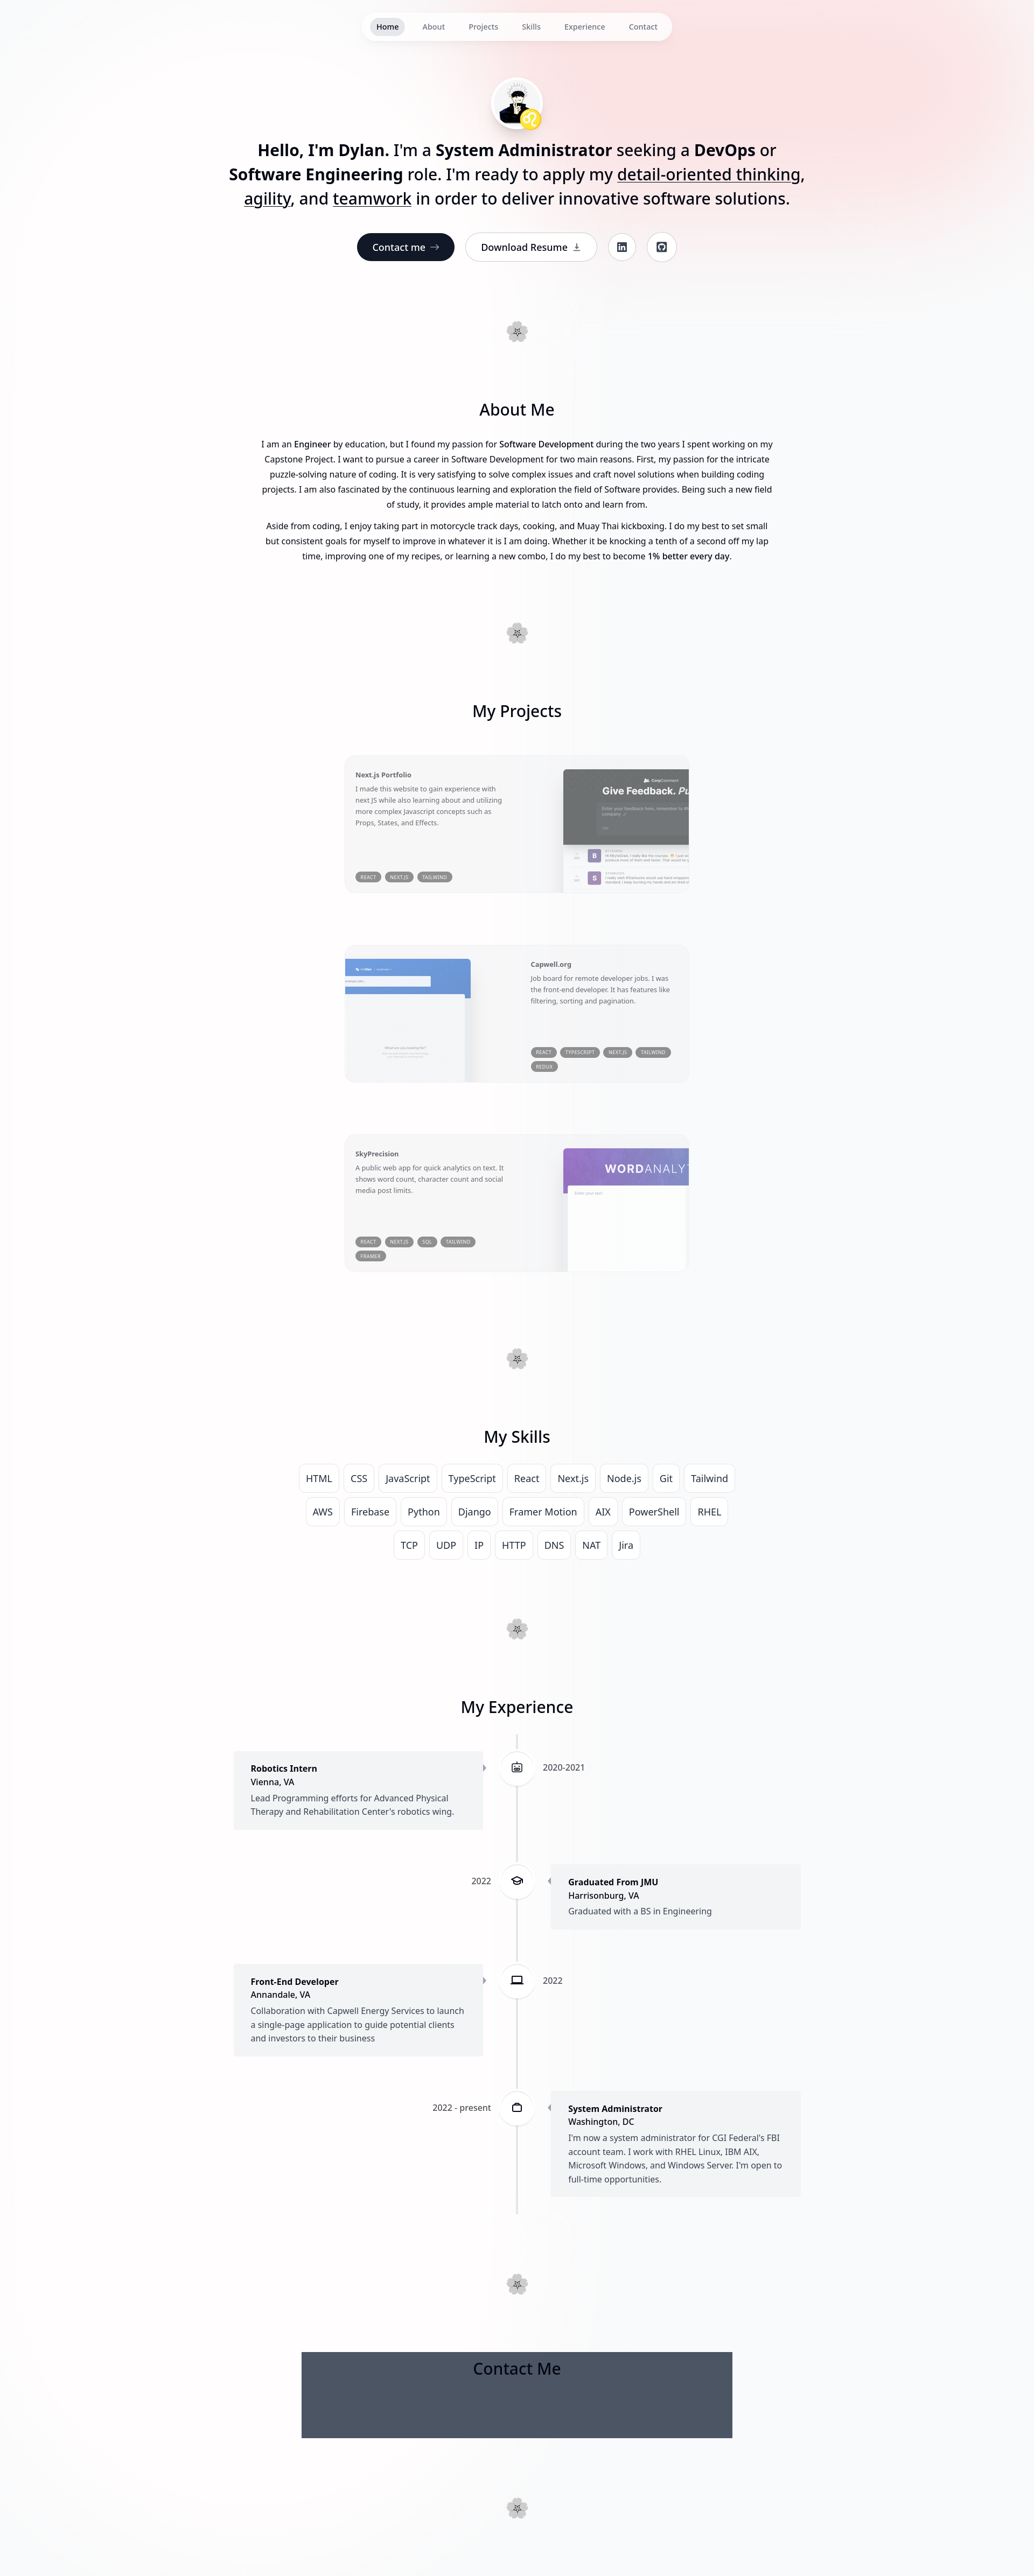 Home About Projects Skills Experience Contact
Hello, I'm Dylan. I'm a System Administrator seeking a DevOps or
Software Engineering role. I'm ready to apply my detail-oriented thinking,
agility, and teamwork in order to deliver innovative software solutions.
Contact me Download Resume
About Me
I am an Engineer by education, but I found my passion for Software Development during the two years I spent working on my
Capstone Project. I want to pursue a career in Software Development for two main reasons. First, my passion for the intricate
puzzle-solving nature of coding. It is very satisfying to solve complex issues and craft novel solutions when building coding
projects. I am also fascinated by the continuous learning and exploration the field of Software provides. Being such a new field
of study, it provides ample material to latch onto and learn from.
Aside from coding, I enjoy taking part in motorcycle track days, cooking, and Muay Thai kickboxing. I do my best to set small
but consistent goals for myself to improve in whatever it is I am doing. Whether it be knocking a tenth of a second off my lap
time, improving one of my recipes, or learning a new combo, I do my best to become 1% better every day.
My Projects
Next.js Portfolio
I made this website to gain experience with
next JS while also learning about and utilizing
more complex Javascript concepts such as
Props, States, and Effects.
REACT NEXT.JS TAILWIND
CorpComment
Give Feedback. Pu
B
S
Capwell.org
Job board for remote developer jobs. I was
the front-end developer. It has features like
filtering, sorting and pagination.
REACT TYPESCRIPT NEXT.JS TAILWIND
REDUX
What are you looking for?
SkyPrecision
A public web app for quick analytics on text. It
shows word count, character count and social
media post limits.
REACT NEXT.JS SQL TAILWIND
FRAMER
WORDANALY
Enter your text
My Skills
HTML CSS JavaScript TypeScript React Next.js Node.js Git Tailwind
AWS Firebase Python Django Framer Motion AIX PowerShell RHEL
TCP UDP IP HTTP DNS NAT Jira
My Experience
Robotics Intern
Vienna, VA
Lead Programming efforts for Advanced Physical
Therapy and Rehabilitation Center's robotics wing.
2020-2021
2022
Graduated From JMU
Harrisonburg, VA
Graduated with a BS in Engineering
Front-End Developer
Annandale, VA
Collaboration with Capwell Energy Services to launch
a single-page application to guide potential clients
and investors to their business
2022
2022 - present
System Administrator
Washington, DC
I'm now a system administrator for CGI Federal's FBI
account team. I work with RHEL Linux, IBM AIX,
Microsoft Windows, and Windows Server. I'm open to
full-time opportunities.
Contact Me